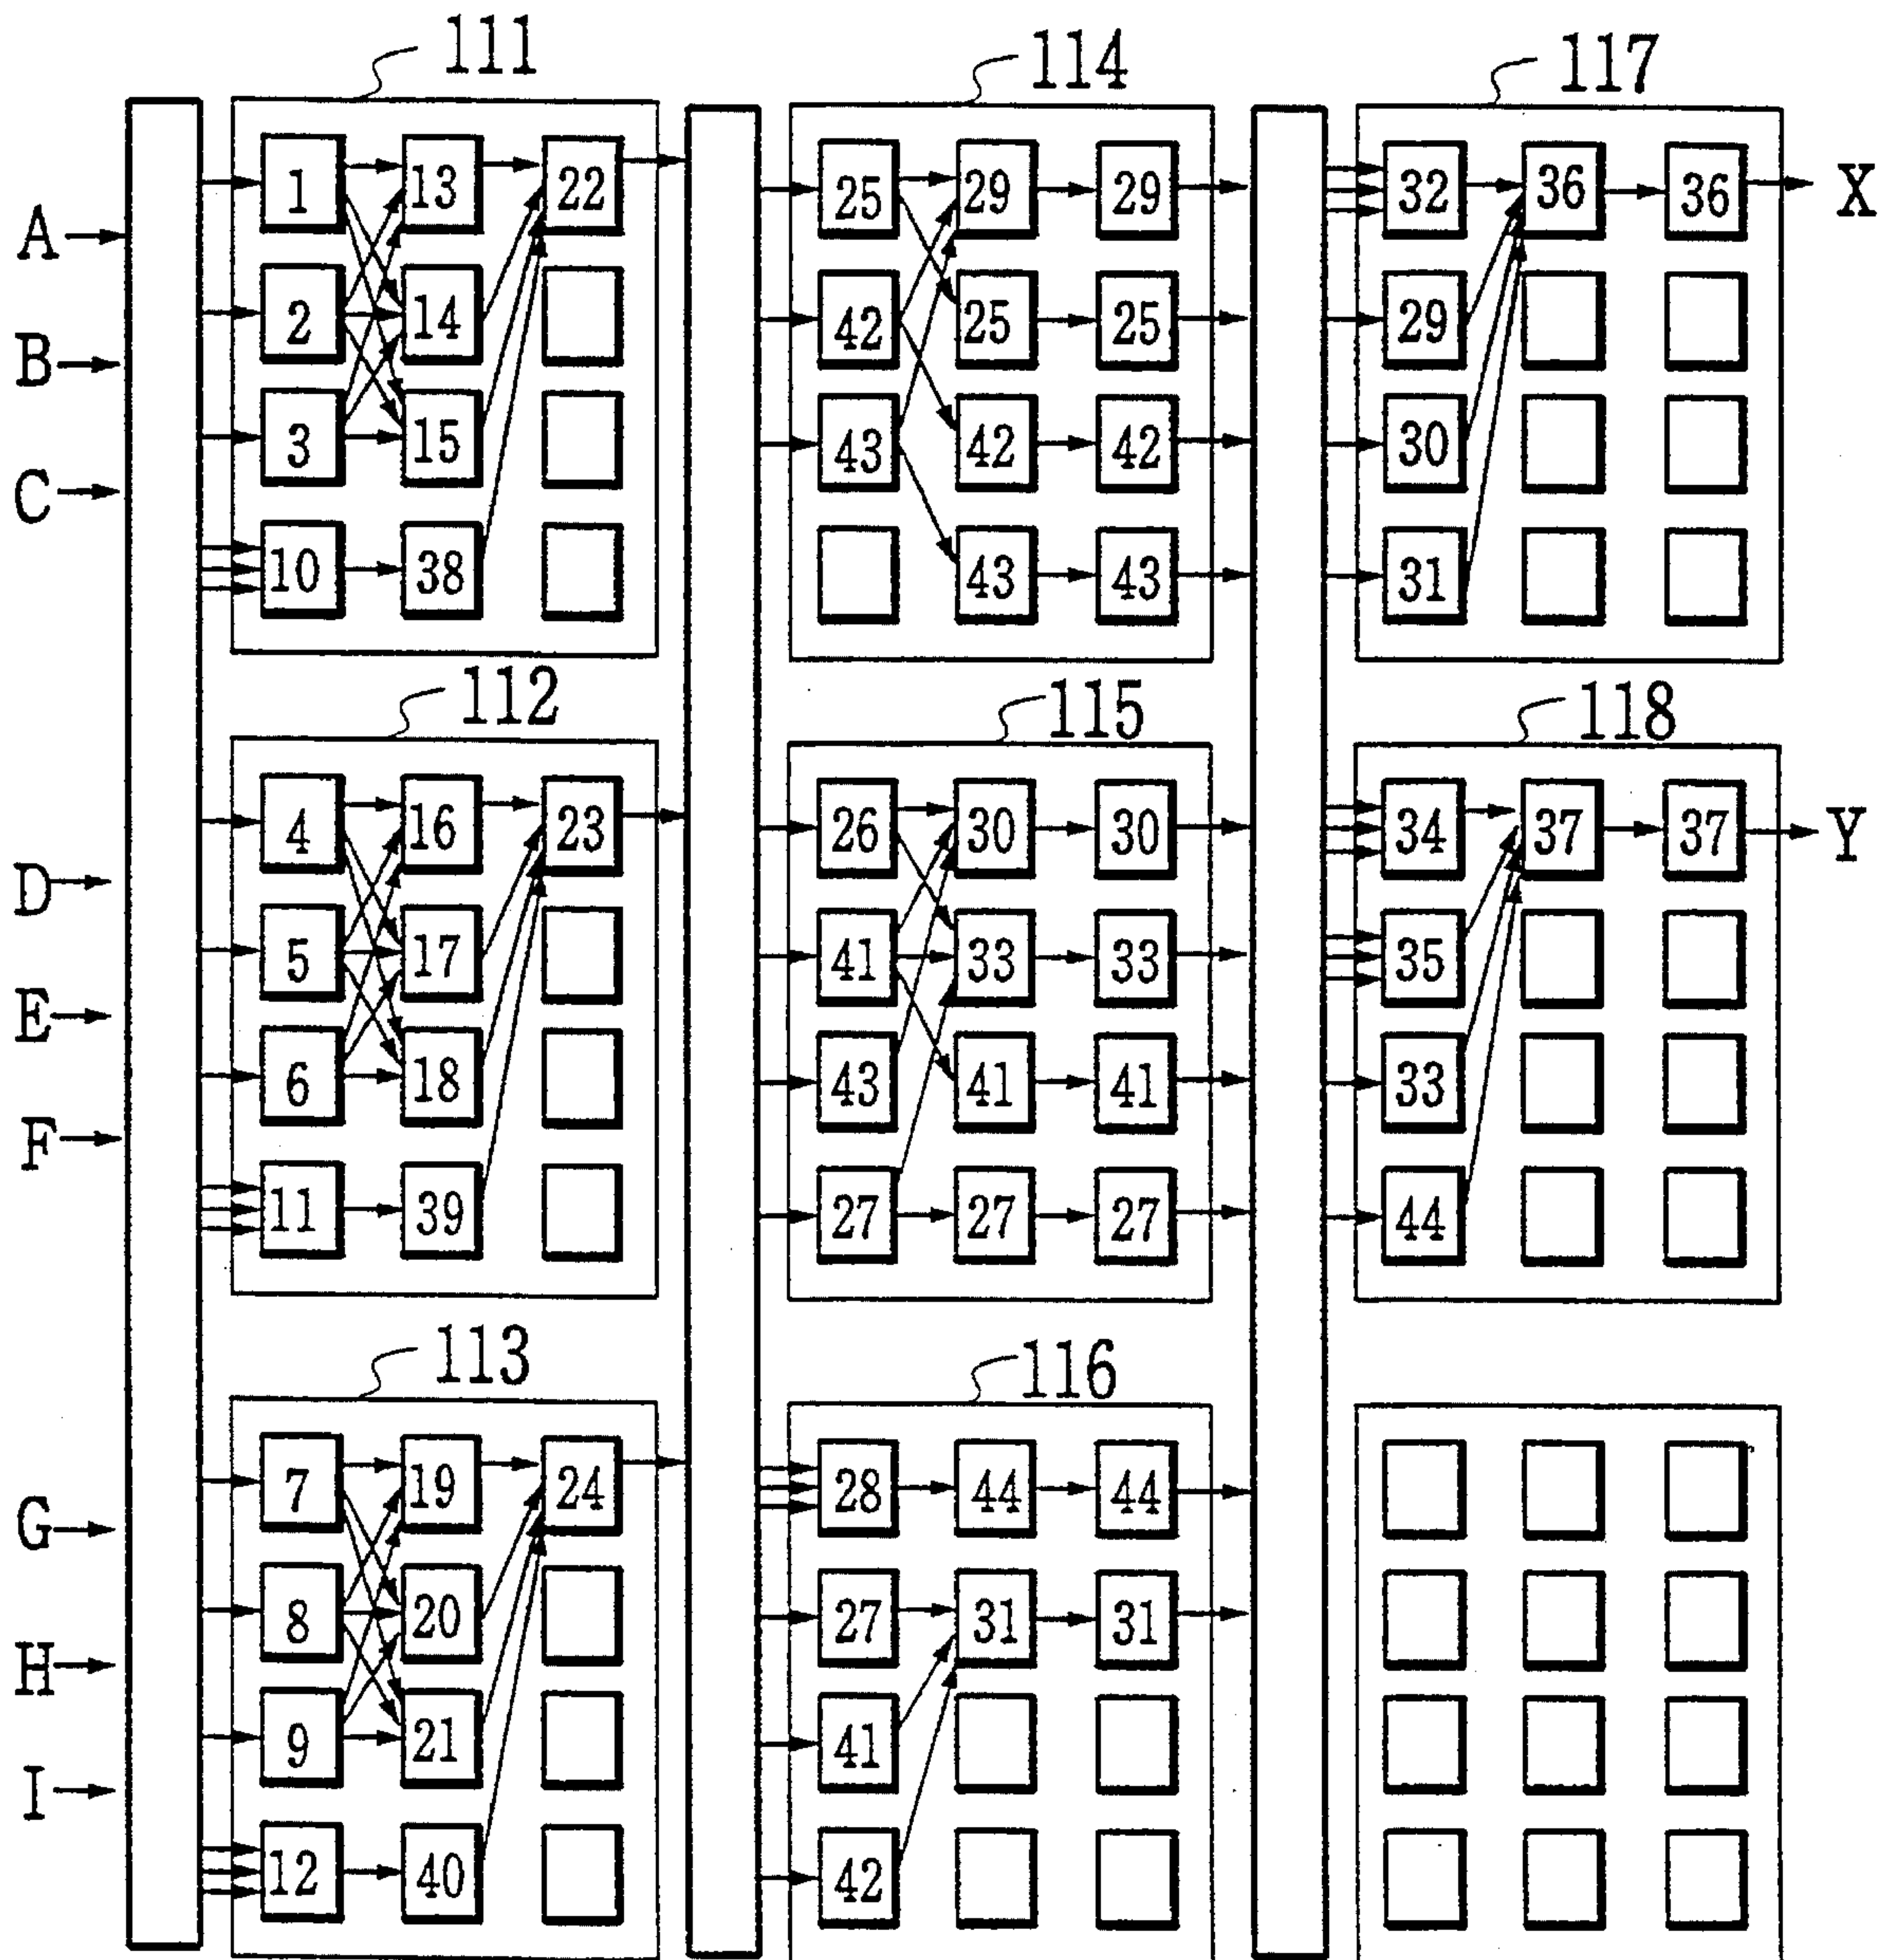 111 114 117
1 13 22 25 29 29 32 36 36 X
A
2 14 42 25 25 29
B
3 15 43 42 42 30
C
10 38 43 43 31
112 115 118
4 16 23 26 30 30 34 37 37 Y
D
5 17 41 33 33 35
E
6 18 43 41 41 33
F
11 39 27 27 27 44
113 116
7 19 24 28 44 44
G
8 20 27 31 31
H
9 21 41
I
12 40 42